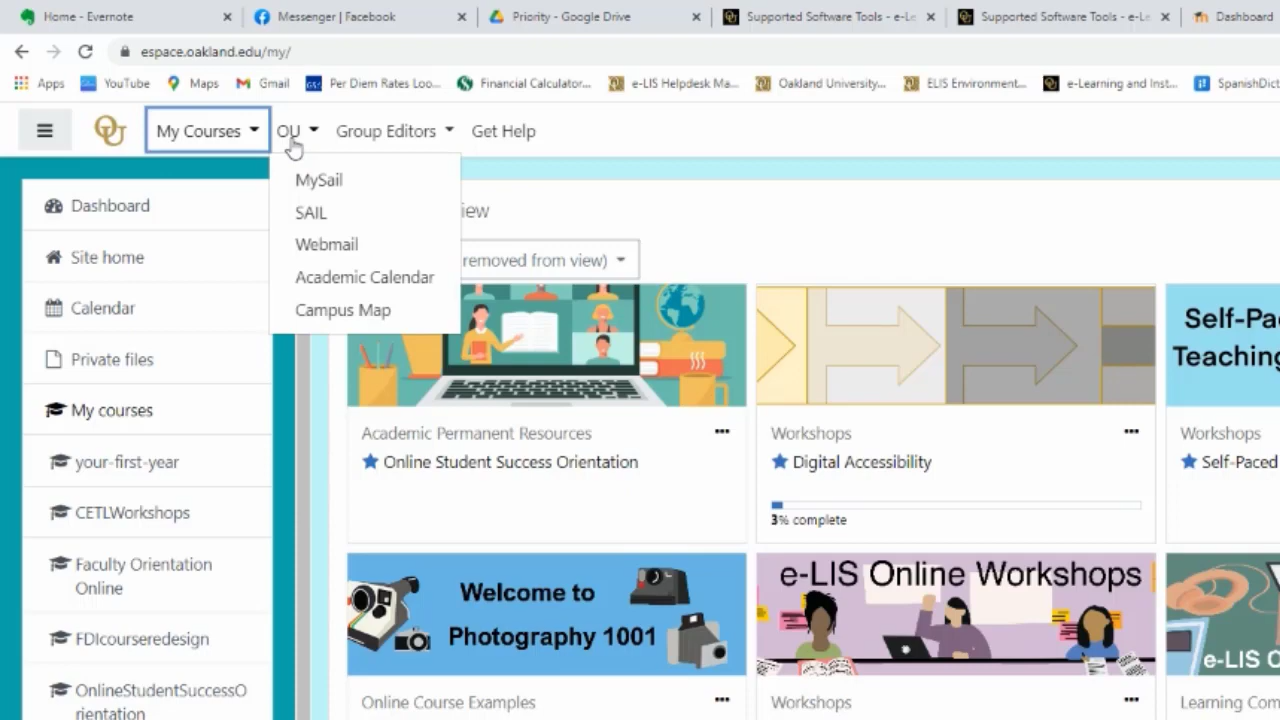 Home - Evernote
Messenger | Facebook
Priority - Google Drive
Supported Software Tools - e-Le
Supported Software Tools - e-Le
Dashboard
espace.oakland.edu/my/
Apps
YouTube
Maps
Gmail
Per Diem Rates Loo...
Financial Calculator...
e-LIS Helpdesk Ma...
Oakland University,...
ELIS Environment...
e-Learning and Inst...
SpanishDict
OU
My Courses
OU
Group Editors
Get Help
MySail
SAIL
Webmail
Academic Calendar
Campus Map
Dashboard
Site home
Calendar
Private files
My courses
your-first-year
CETLWorkshops
Faculty Orientation
Online
FDIcourseredesign
OnlineStudentSuccessO
rientation
iew
removed from view)
Academic Permanent Resources
Online Student Success Orientation
Workshops
Digital Accessibility
3% complete
Self-Pa
Teaching
Workshops
Self-Paced
Welcome to
Photography 1001
Online Course Examples
e-LIS Online Workshops
Workshops
e-LIS C
Learning Com